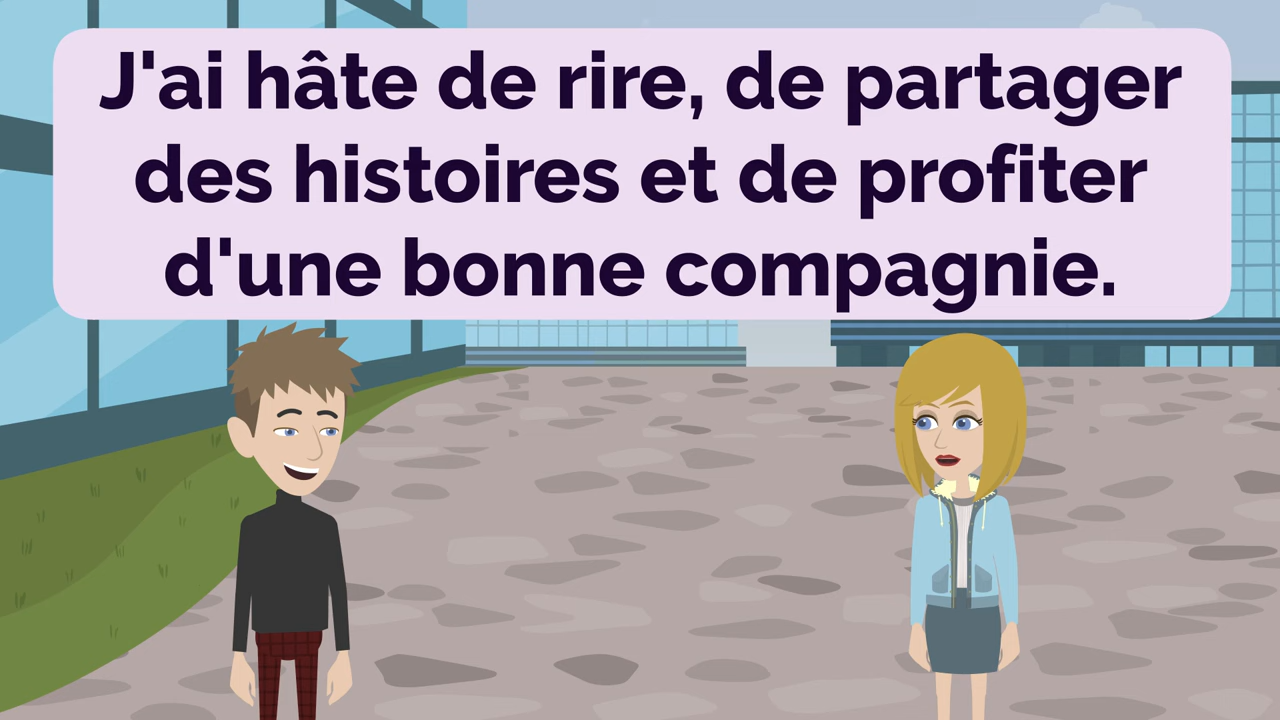 J'ai hâte de rire, de partager
des histoires et de profiter
d'une bonne compagnie.